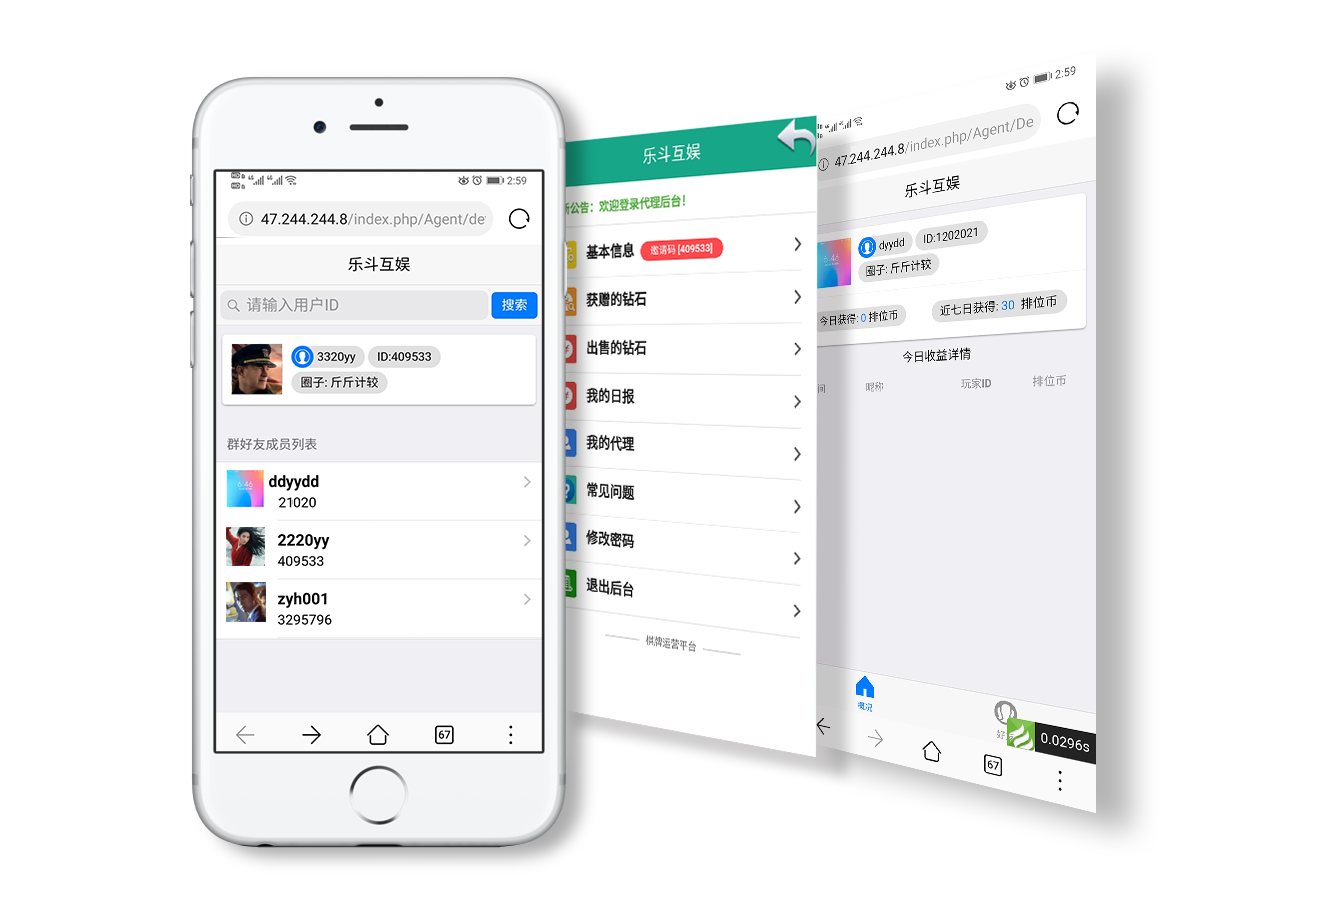 2:59
47.244.244.8/index.php/Agent/de
乐斗互娱
请输入用户ID
搜索
3320yy
ID:409533
圈子: 斤斤计较
群好友成员列表
ddyydd
21020
2220yy
409533
zyh001
3295796
67
乐斗互娱
公告：欢迎登录代理后台！
基本信息
邀请码 [409533]
获赠的钻石
出售的钻石
我的日报
我的代理
常见问题
修改密码
退出后台
棋牌运营平台
2:59
47.244.244.8/index.php/Agent/De
乐斗互娱
dyydd
ID:1202021
圈子: 斤斤计较
今日获得: 0 排位币
近七日获得: 30 排位币
今日收益详情
间
昵称
玩家ID
排位币
概况
好
0.0296s
67